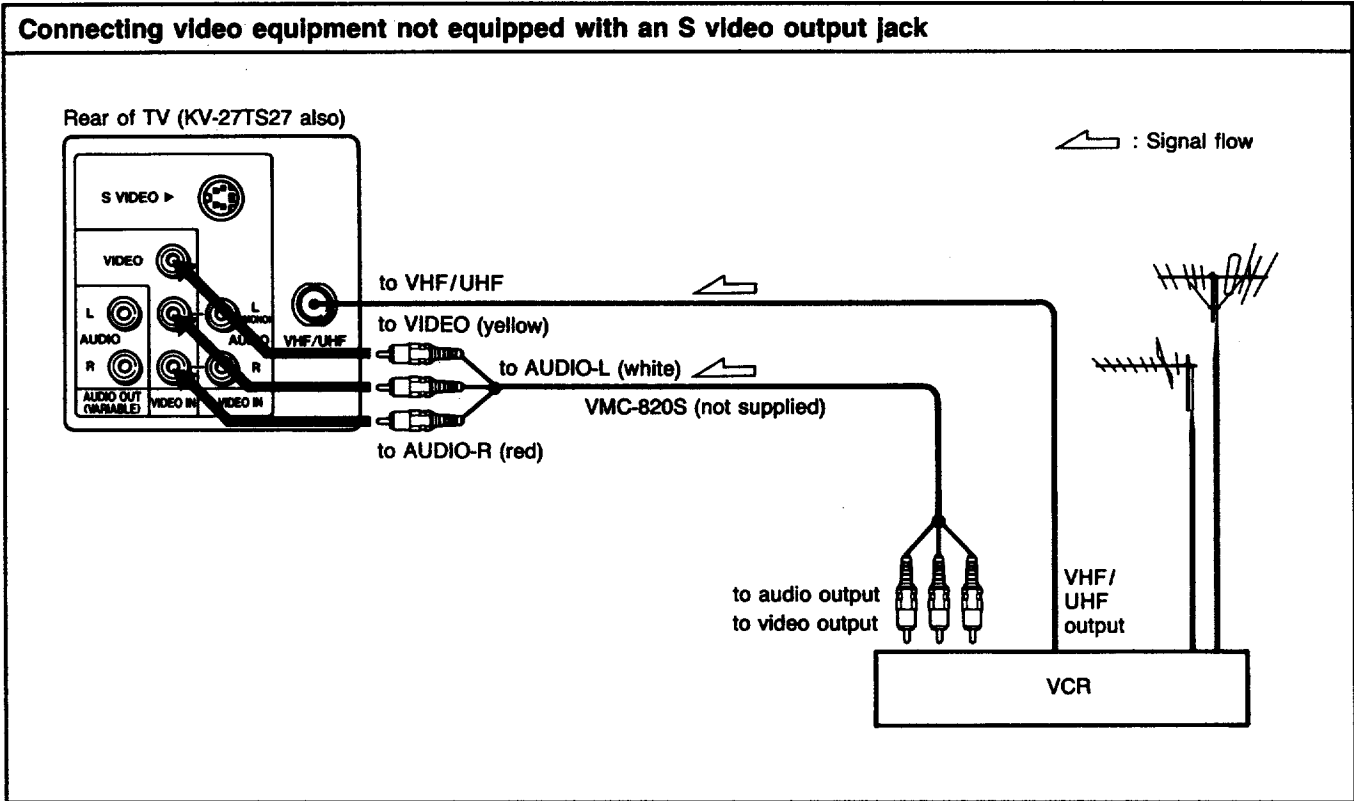 Connecting video equipment not equipped with an S video output jack
Rear of TV (KV-27TS27 also)
: Signal flow
S VIDEO ►
VIDEO
L
AUDIO
R
L
AUDIO
R
VHF/UHF
AUDIO OUT
(VARIABLE)
VIDEO IN
VIDEO IN
to VHF/UHF
to VIDEO (yellow)
to AUDIO-L (white)
VMC-820S (not supplied)
to AUDIO-R (red)
to audio output
to video output
VHF/
UHF
output
VCR